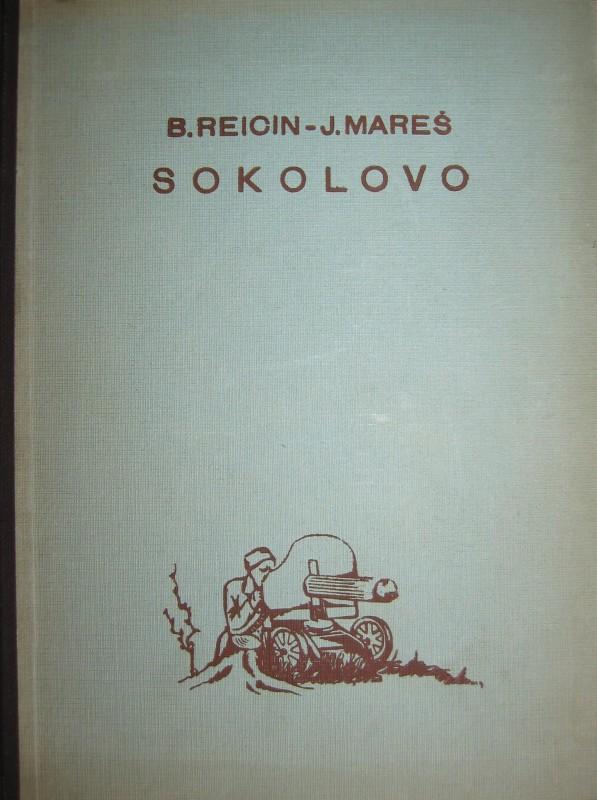 B. REICIN - J. MAREŠ
SOKOLOVO